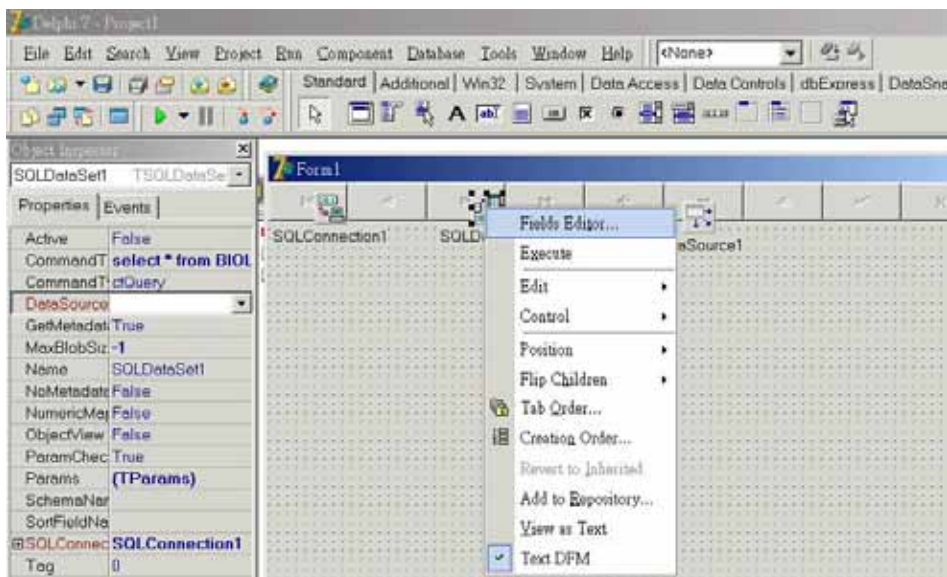 Delphi 7 - Project1
File Edit Search View Project Run Component Database Tools Window Help <None>
Standard Additional Win32 System Data Access Data Controls dbExpress DataSna
Object Inspector
SQLDataSet1 TSQLDataSe
Properties Events
Active False
CommandT select * from BIOL
CommandT ctQuery
DataSource
GetMetadat True
MaxBlobSiz -1
Name SQLDataSet1
NoMetadata False
NumericMap False
ObjectView False
ParamChec True
Params (TParams)
SchemaNar
SortFieldNa
SQLConnec SQLConnection1
Tag 0
Form1
SQLConnection1
SQLD
aSource1
Fields Editor...
Execute
Edit
Control
Position
Flip Children
Tab Order...
Creation Order...
Revert to Inherited
Add to Repository...
View as Text
Text DFM